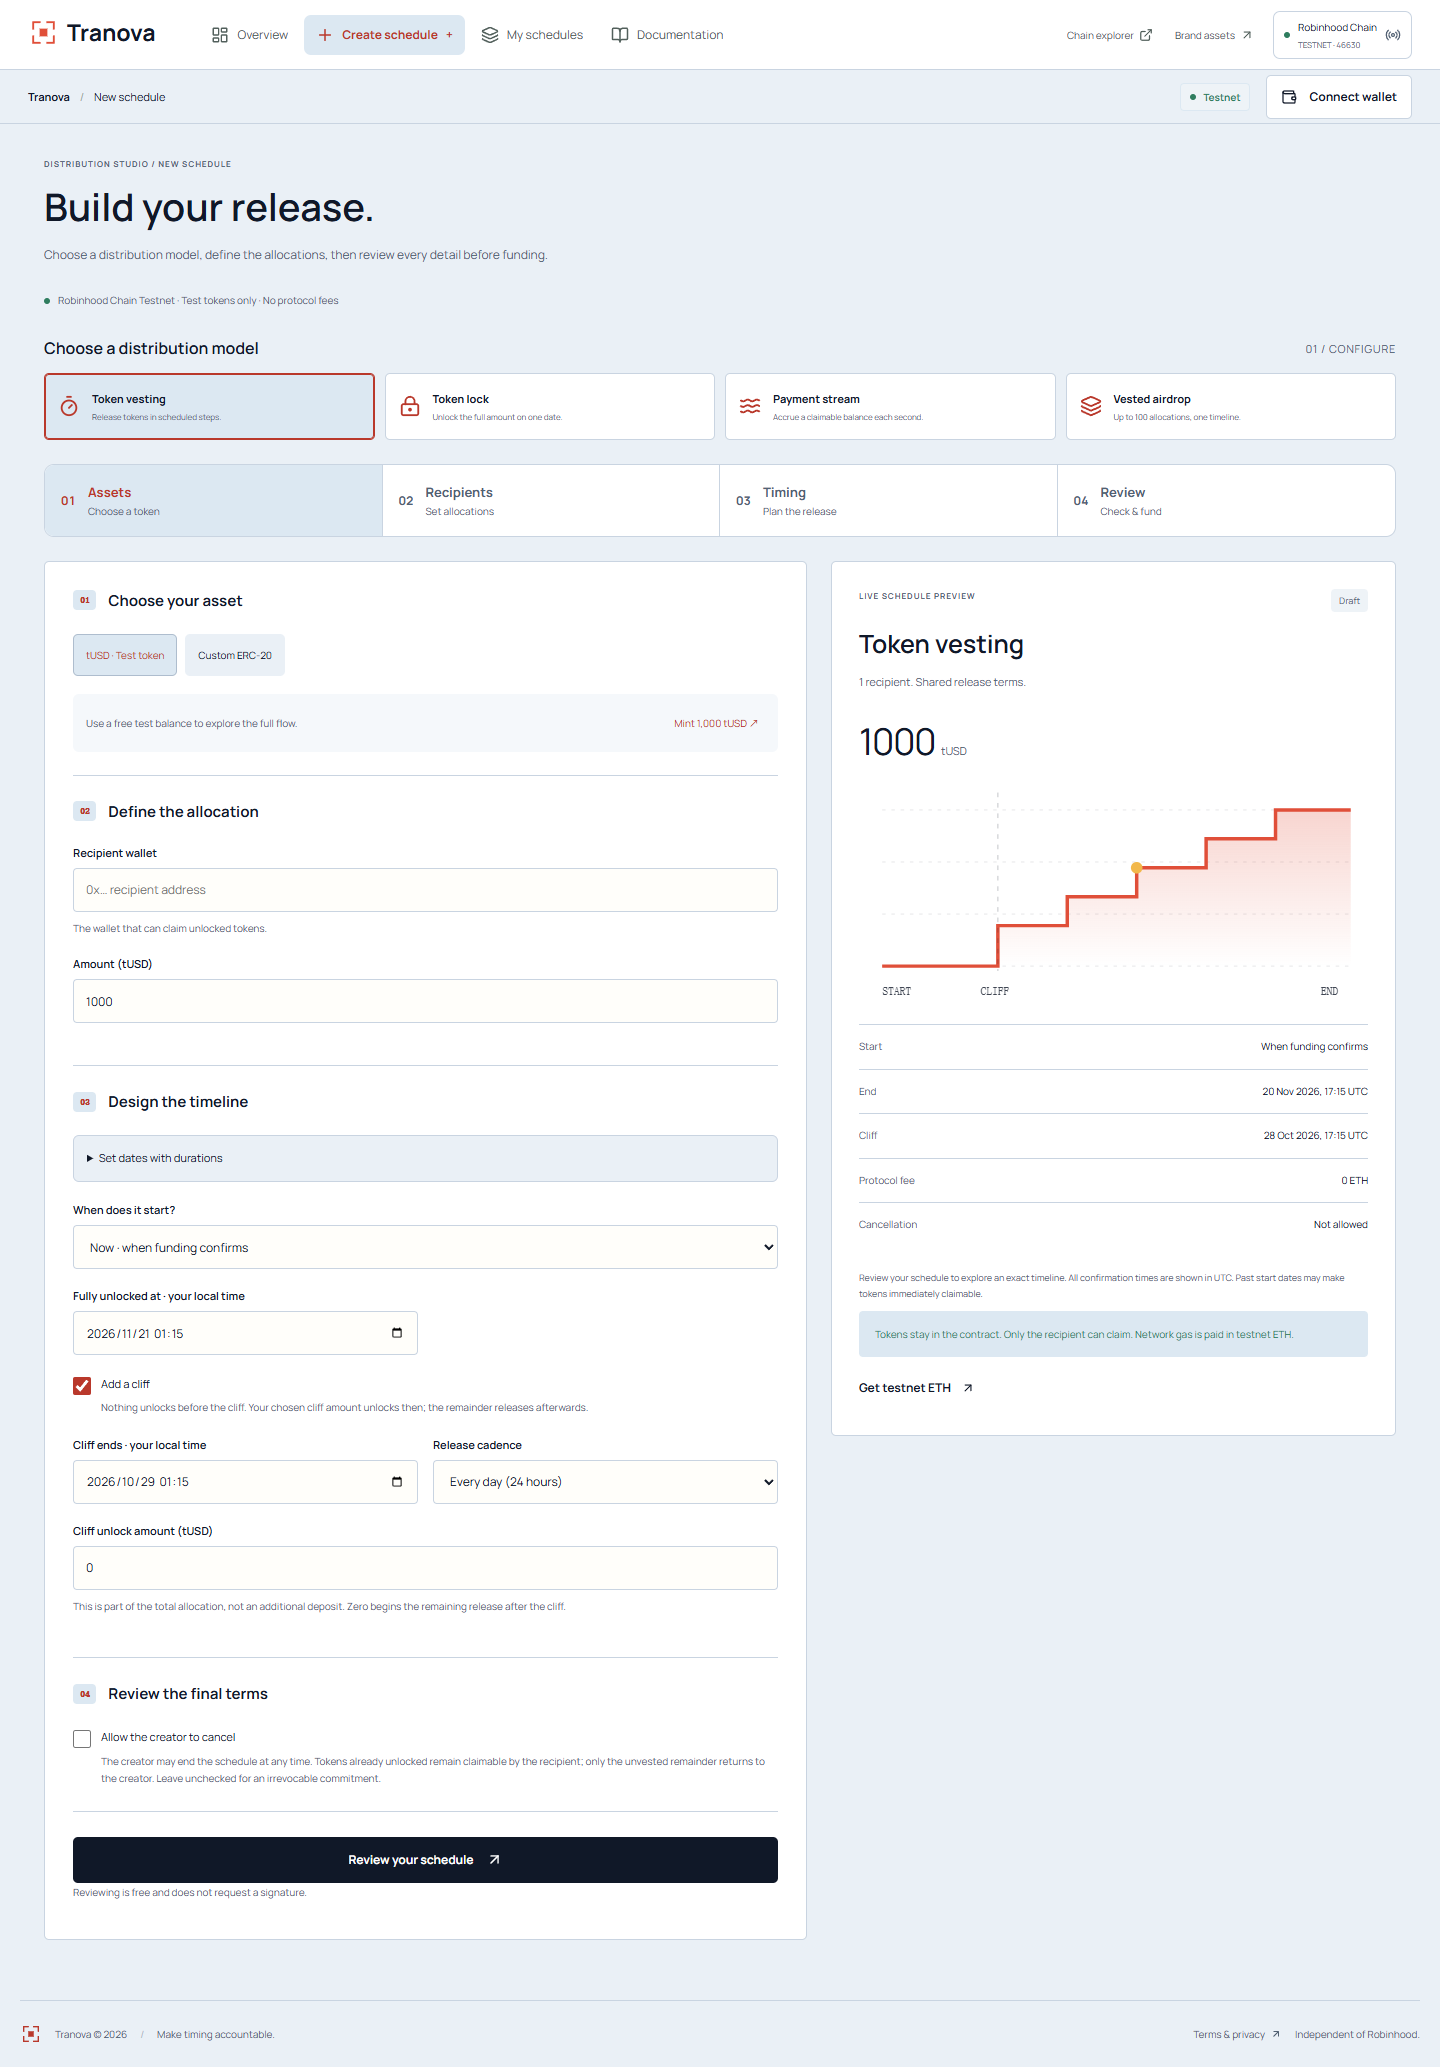 Tranova
Overview
Create schedule +
My schedules
Documentation
Chain explorer
Brand assets
Robinhood Chain
TESTNET · 46630
Tranova / New schedule
Testnet
Connect wallet
DISTRIBUTION STUDIO / NEW SCHEDULE
Build your release.
Choose a distribution model, define the allocations, then review every detail before funding.
Robinhood Chain Testnet · Test tokens only · No protocol fees
Choose a distribution model
01 / CONFIGURE
Token vesting
Release tokens in scheduled steps.
Token lock
Unlock the full amount on one date.
Payment stream
Accrue a claimable balance each second.
Vested airdrop
Up to 100 allocations, one timeline.
01 Assets
Choose a token
02 Recipients
Set allocations
03 Timing
Plan the release
04 Review
Check & fund
01 Choose your asset
tUSD · Test token
Custom ERC-20
Use a free test balance to explore the full flow.
Mint 1,000 tUSD ↗
02 Define the allocation
Recipient wallet
0x... recipient address
The wallet that can claim unlocked tokens.
Amount (tUSD)
1000
03 Design the timeline
Set dates with durations
When does it start?
Now · when funding confirms
Fully unlocked at · your local time
2026/11/21 01:15
Add a cliff
Nothing unlocks before the cliff. Your chosen cliff amount unlocks then; the remainder releases afterwards.
Cliff ends · your local time
2026/10/29 01:15
Release cadence
Every day (24 hours)
Cliff unlock amount (tUSD)
0
This is part of the total allocation, not an additional deposit. Zero begins the remaining release after the cliff.
04 Review the final terms
Allow the creator to cancel
The creator may end the schedule at any time. Tokens already unlocked remain claimable by the recipient; only the unvested remainder returns to
the creator. Leave unchecked for an irrevocable commitment.
Review your schedule
Reviewing is free and does not request a signature.
LIVE SCHEDULE PREVIEW
Draft
Token vesting
1 recipient. Shared release terms.
1000 tUSD
START
CLIFF
END
Start
When funding confirms
End
20 Nov 2026, 17:15 UTC
Cliff
28 Oct 2026, 17:15 UTC
Protocol fee
0 ETH
Cancellation
Not allowed
Review your schedule to explore an exact timeline. All confirmation times are shown in UTC. Past start dates may make
tokens immediately claimable.
Tokens stay in the contract. Only the recipient can claim. Network gas is paid in testnet ETH.
Get testnet ETH
Tranova © 2026 / Make timing accountable.
Terms & privacy
Independent of Robinhood.